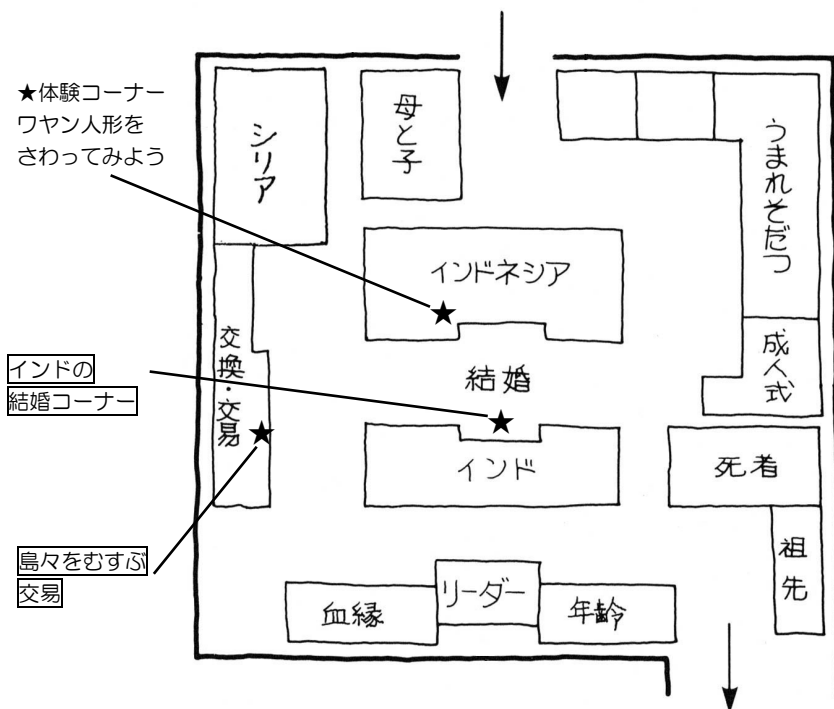 ★体験コーナー
ワヤン人形を
さわってみよう
シリア
母と子
うまれそだつ
インドネシア
★
交換・交易
成人式
インドの
結婚コーナー
結婚
★
★
インド
死者
島々をむすぶ
交易
祖先
血縁
リーダー
年齢